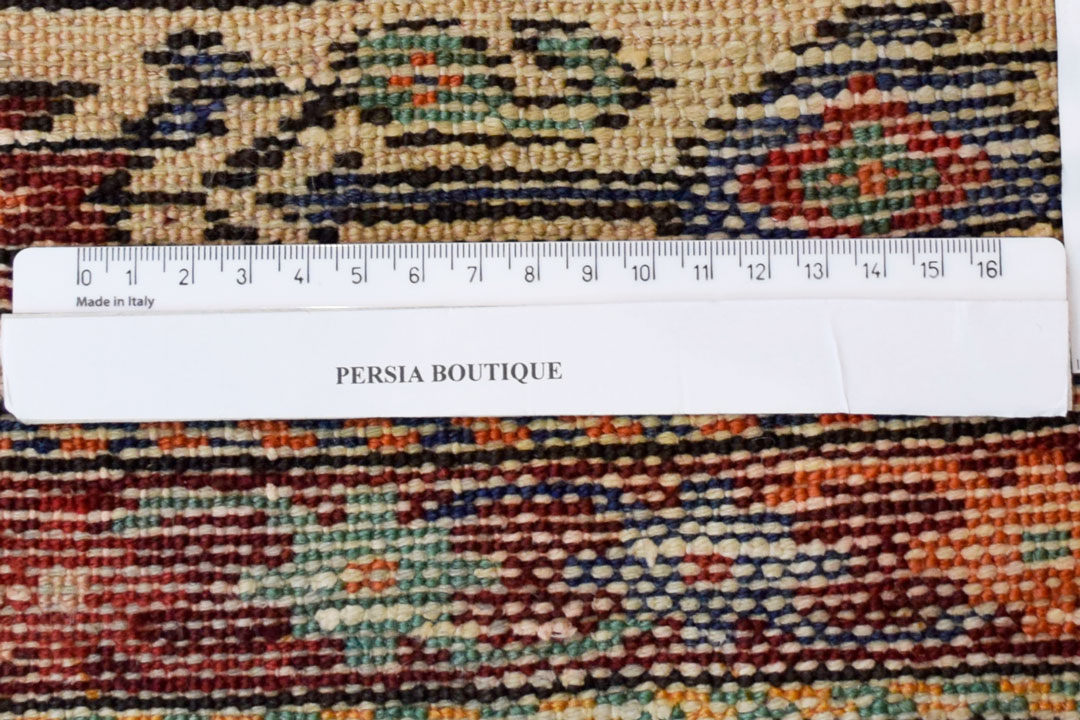 0 1 2 3 4 5 6 7 8 9 10 11 12 13 14 15 16
Made in Italy
PERSIA BOUTIQUE